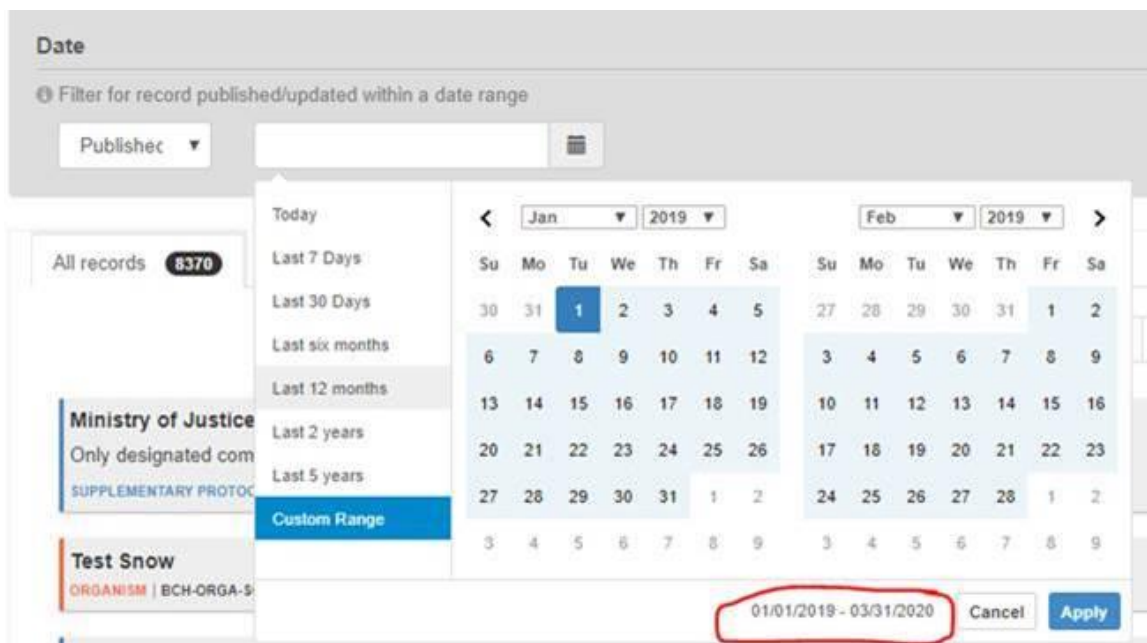 Date
Filter for record published/updated within a date range
Publishec
All records 8370
Today
Last 7 Days
Last 30 Days
Last six months
Last 12 months
Last 2 years
Last 5 years
Custom Range
Jan 2019
Su Mo Tu We Th Fr Sa
30 31 1 2 3 4 5
6 7 8 9 10 11 12
13 14 15 16 17 18 19
20 21 22 23 24 25 26
27 28 29 30 31 1 2
3 4 5 6 7 8 9
Feb 2019
Su Mo Tu We Th Fr Sa
27 28 29 30 31 1 2
3 4 5 6 7 8 9
10 11 12 13 14 15 16
17 18 19 20 21 22 23
24 25 26 27 28 1 2
3 4 5 6 7 8 9
01/01/2019 - 03/31/2020 Cancel Apply
Ministry of Justice
Only designated com
SUPPLEMENTARY PROTOC
Test Snow
ORGANISM | BCH-ORGA-S